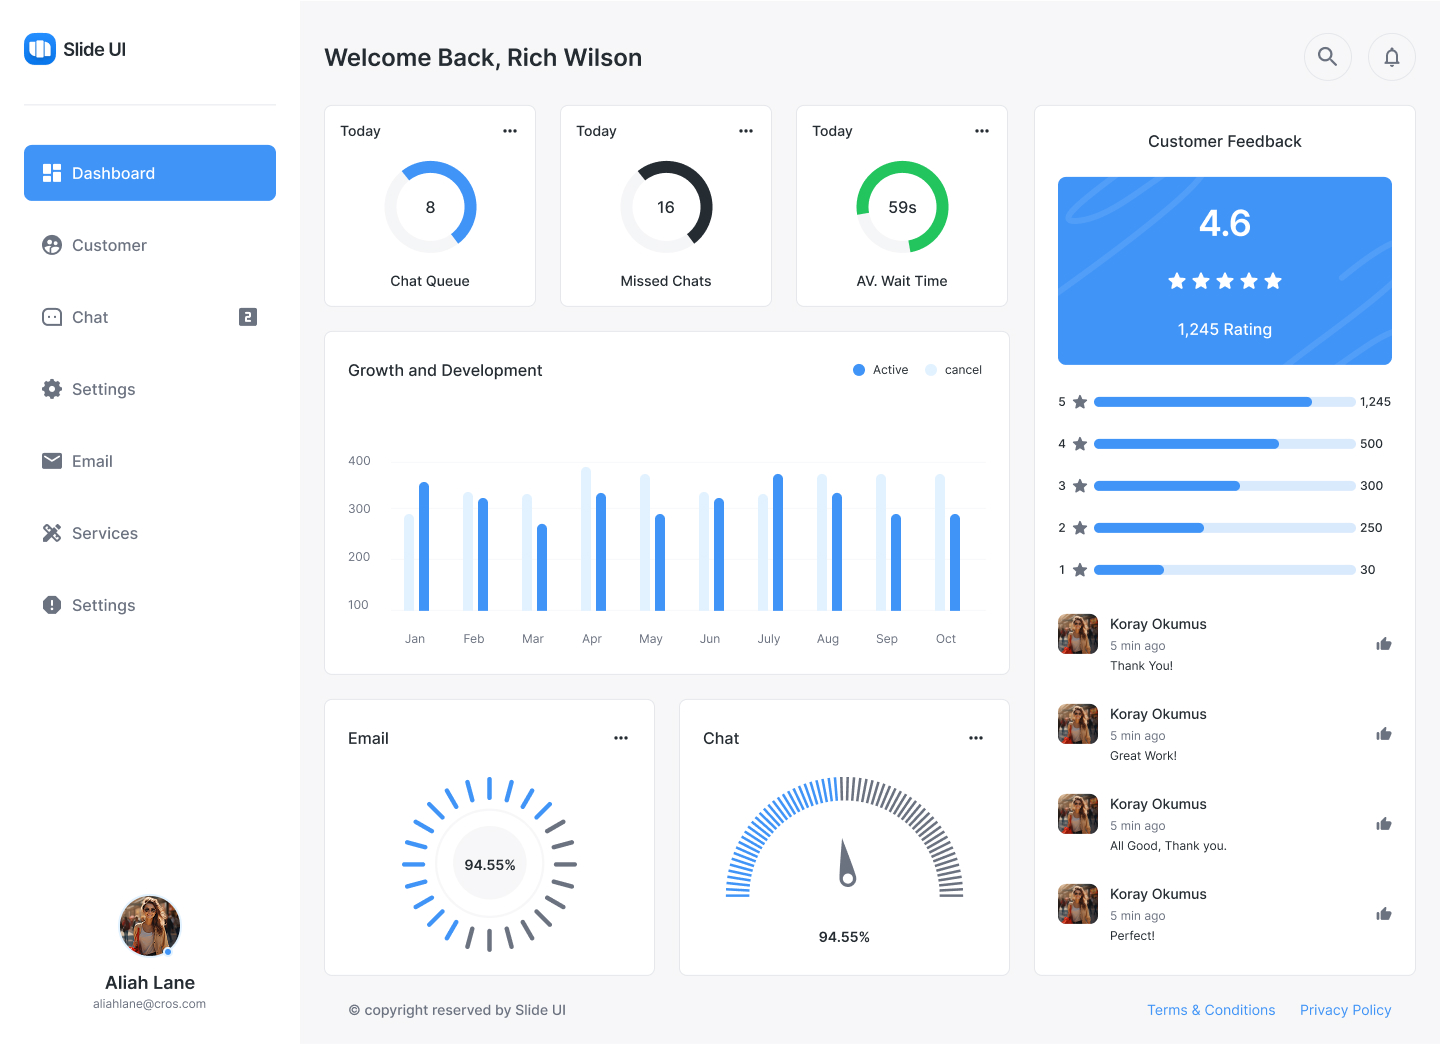 Slide UI
Dashboard
Customer
Chat 2
Settings
Email
Services
Settings
Aliah Lane
aliahlane@cros.com
Welcome Back, Rich Wilson
Today
8
Chat Queue
Today
16
Missed Chats
Today
59s
AV. Wait Time
Growth and Development
Active cancel
400
300
200
100
Jan Feb Mar Apr May Jun July Aug Sep Oct
Email
94.55%
Chat
94.55%
Customer Feedback
4.6
1,245 Rating
5 1,245
4 500
3 300
2 250
1 30
Koray Okumus
5 min ago
Thank You!
Koray Okumus
5 min ago
Great Work!
Koray Okumus
5 min ago
All Good, Thank you.
Koray Okumus
5 min ago
Perfect!
© copyright reserved by Slide UI
Terms & Conditions Privacy Policy